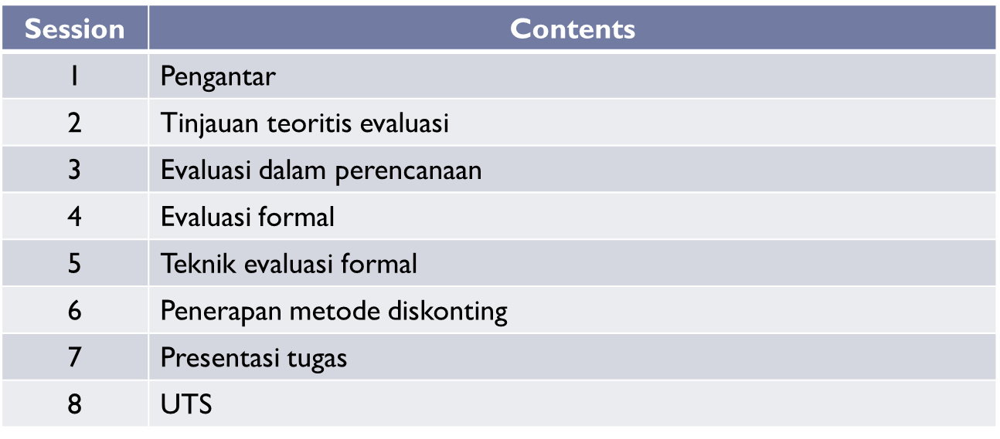 Session Contents
1 Pengantar
2 Tinjauan teoritis evaluasi
3 Evaluasi dalam perencanaan
4 Evaluasi formal
5 Teknik evaluasi formal
6 Penerapan metode diskonting
7 Presentasi tugas
8 UTS